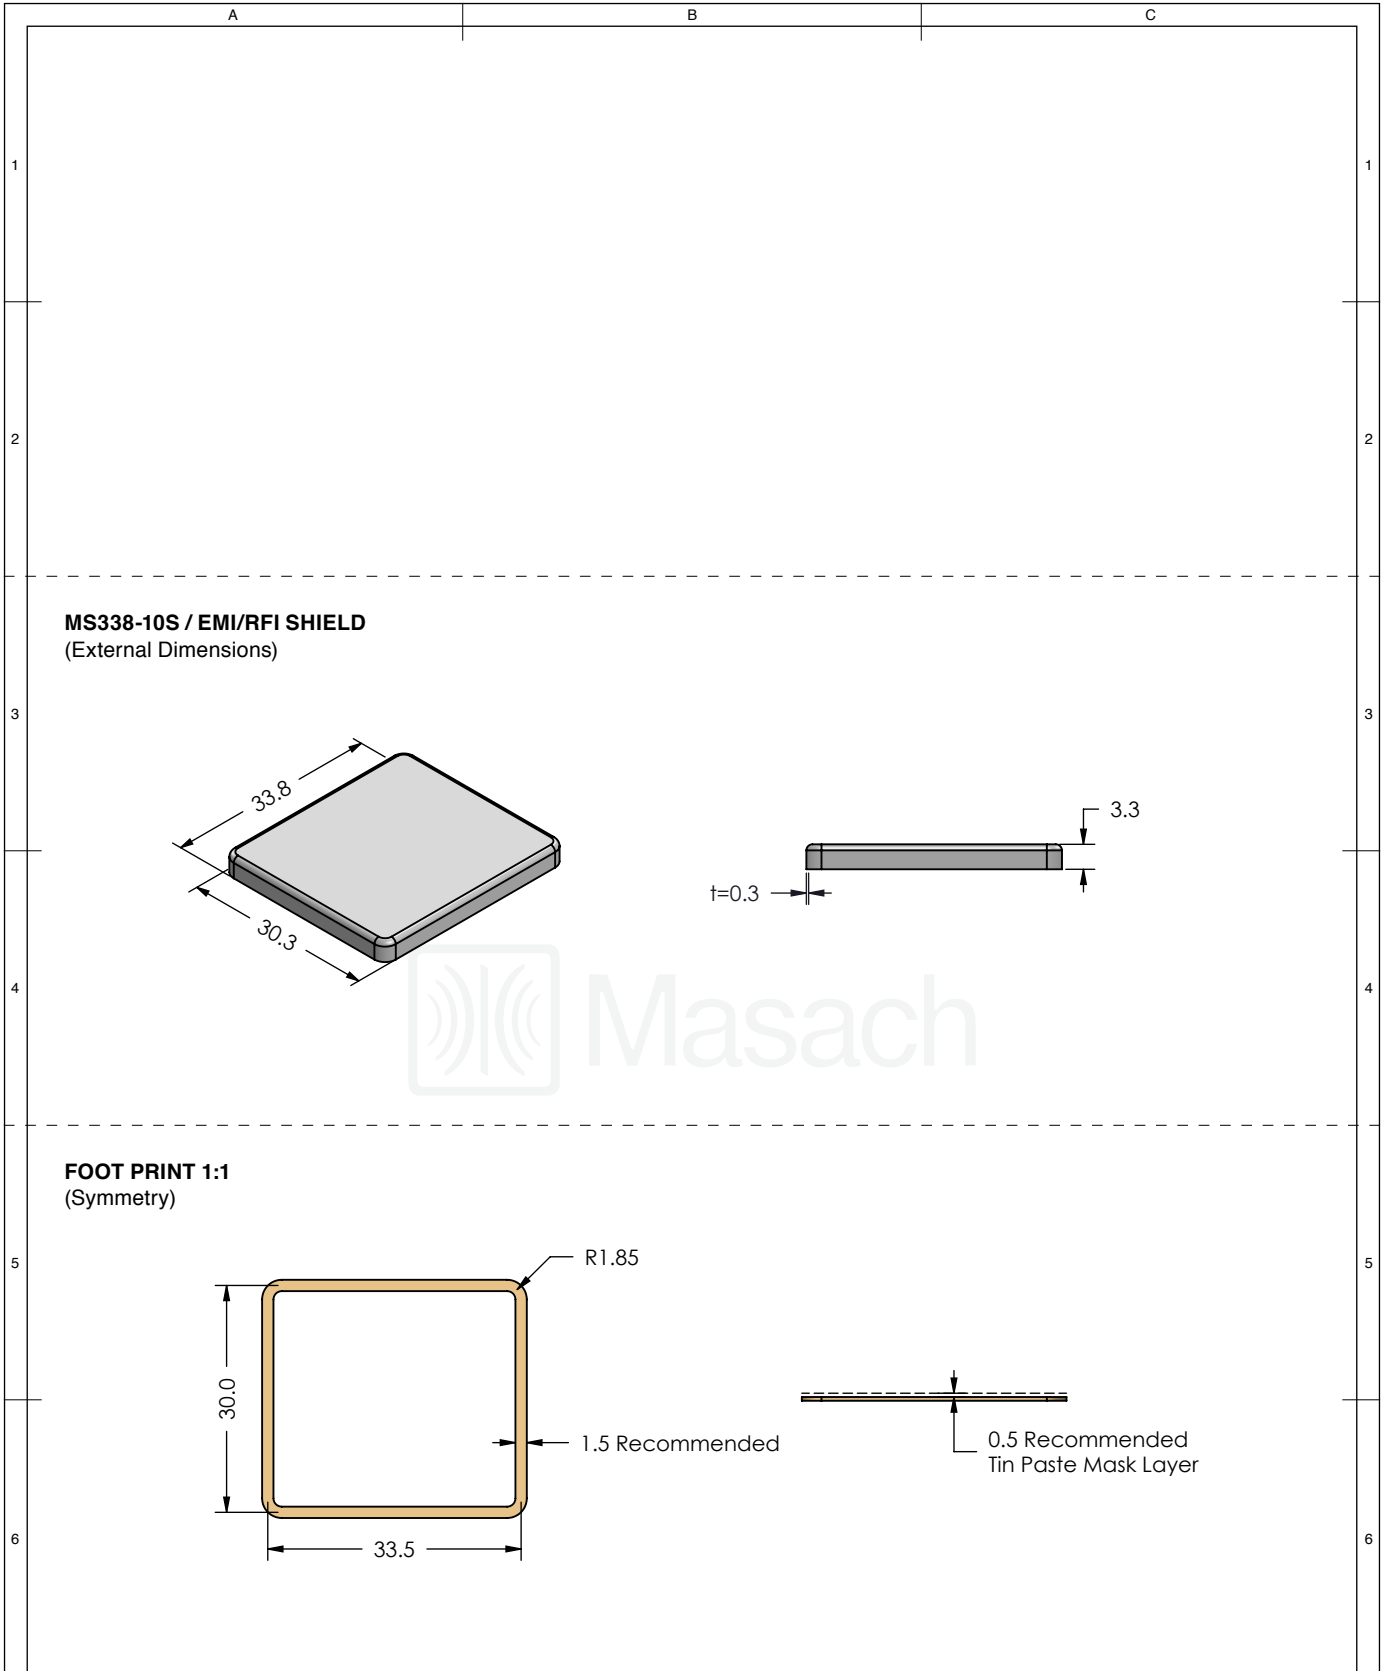 A
B
C
1
1
2
2
MS338-10S / EMI/RFI SHIELD
(External Dimensions)
3
3
33.8
3.3
t=0.3
30.3
4
4
Masach
FOOT PRINT 1:1
(Symmetry)
5
5
R1.85
30.0
1.5 Recommended
0.5 Recommended
Tin Paste Mask Layer
6
6
33.5